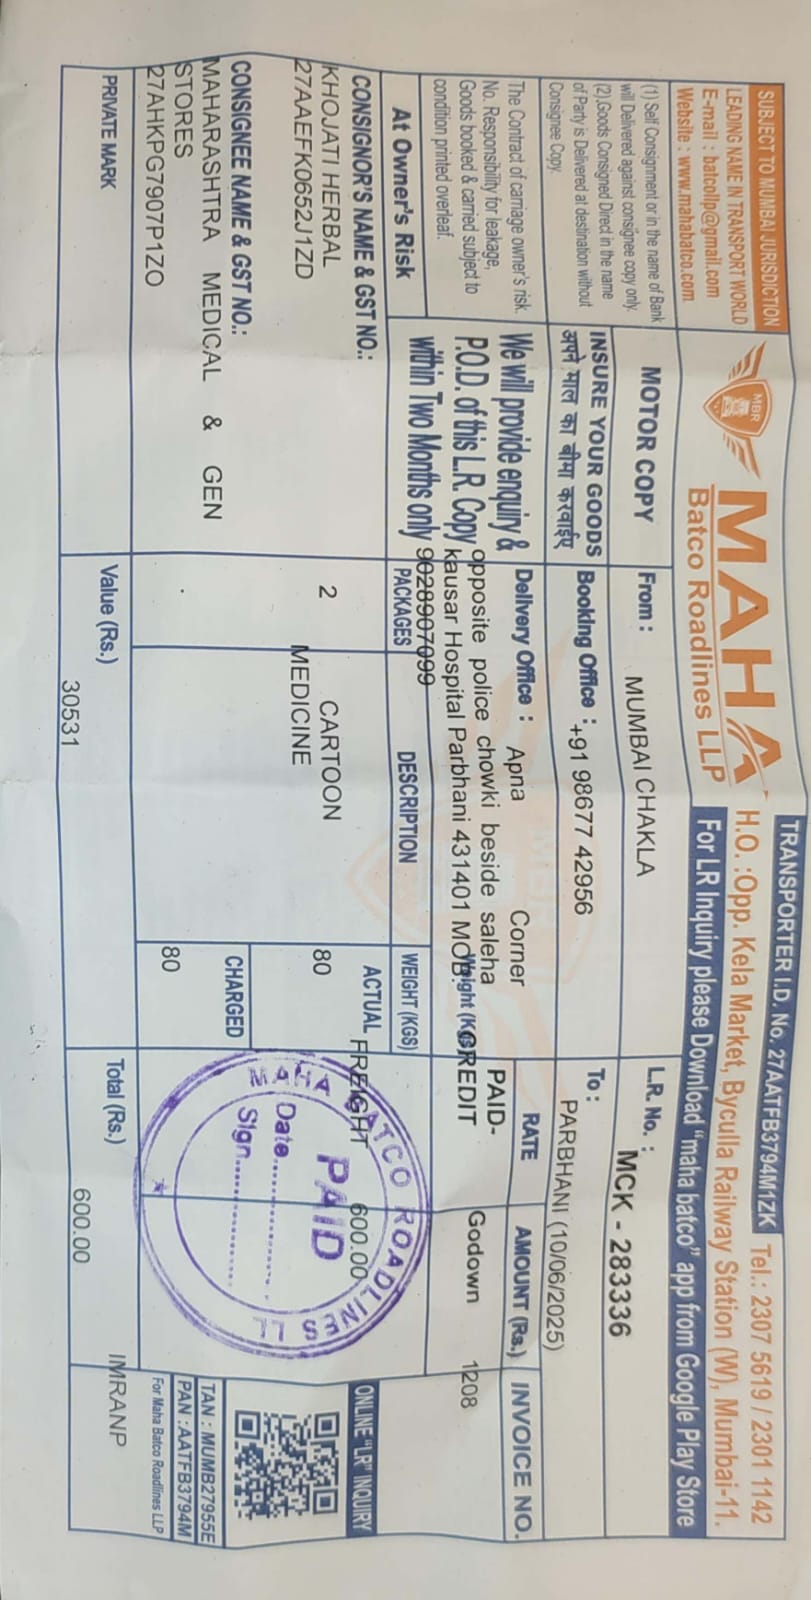 SUBJECT TO MUMBAI JURISDICTION
LEADING NAME IN TRANSPORT WORLD
E-mail : batcollp@gmail.com
Website : www.mahabatco.com
MBR
MAHA
Batco Roadlines LLP
TRANSPORTER I.D. No. 27AATFB3794M1ZK Tel.: 2307 5619 / 2301 1142
H.O. :Opp. Kela Market, Byculla Railway Station (W), Mumbai-11.
For LR Inquiry please Download "maha batco" app from Google Play Store
(1) Self Consignment or in the name of Bank
will Delivered against consignee copy only.
(2).Goods Consigned Direct in the name
of Party is Delivered at destination without
Consignee Copy.
MOTOR COPY
INSURE YOUR GOODS
अपने माल का बीमा करवाईए
From : MUMBAI CHAKLA
Booking Office : +91 98677 42956
L.R. No. : MCK - 283336
To : PARBHANI (10/06/2025)
The Contract of carriage owner's risk.
No. Responsibility for leakage,
Goods booked & carried subject to
condition printed overleaf.
At Owner's Risk
We will provide enquiry &
P.O.D. of this L.R. Copy
within Two Months only
Delivery Office : Apna Corner
opposite police chowki beside saleha
kausar Hospital Parbhani 431401 MOB:
9028907099
RATE
AMOUNT (Rs.)
INVOICE NO.
PAID-
CREDIT
Godown
1208
CONSIGNOR'S NAME & GST NO.:
KHOJATI HERBAL
27AAEFK0652J1ZD
PACKAGES
DESCRIPTION
WEIGHT (KGS)
2
CARTOON
MEDICINE
ACTUAL
80
CHARGED
80
FREIGHT 600.00
MAHA BATCO ROADLINES LL
PAID
Date
Sign
CONSIGNEE NAME & GST NO.:
MAHARASHTRA MEDICAL & GEN
STORES
27AHKPG7907P1ZO
ONLINE "LR" INQUIRY
TAN : MUMB27955E
PAN : AATFB3794M
For Maha Batco Roadlines LLP
PRIVATE MARK
Value (Rs.)
30531
Total (Rs.)
600.00
IMRANP